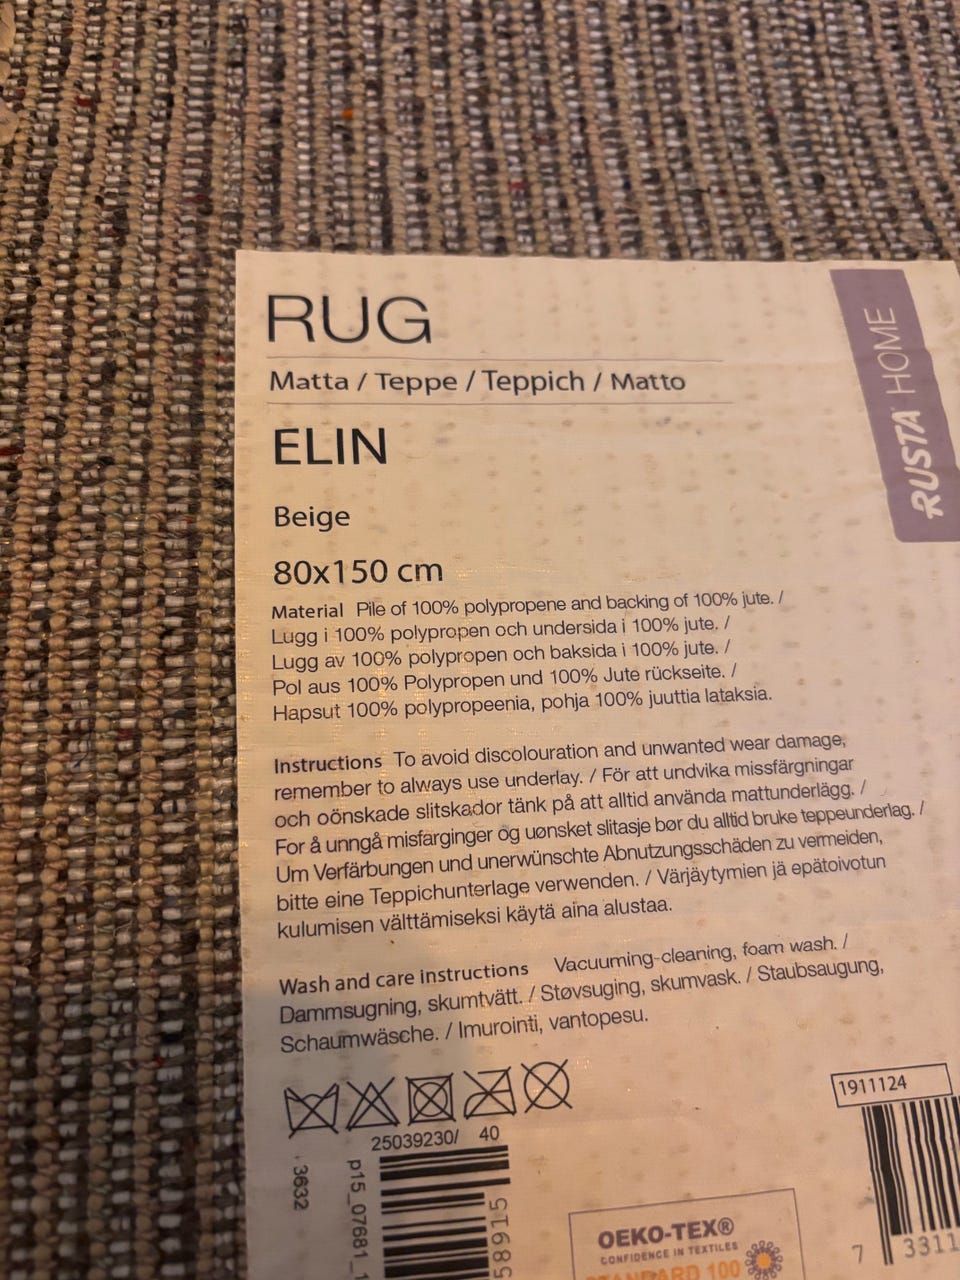 RUG
RUSTA HOME
Matta / Teppe / Teppich / Matto
ELIN
Beige
80x150 cm
Material Pile of 100% polypropene and backing of 100% jute. /
Lugg i 100% polypropen och undersida i 100% jute. /
Lugg av 100% polypropen och baksida i 100% jute. /
Pol aus 100% Polypropen und 100% Jute rückseite. /
Hapsut 100% polypropeenia, pohja 100% juuttia lataksia.
Instructions To avoid discolouration and unwanted wear damage,
remember to always use underlay. / För att undvika missfärgningar
och oönskade slitskador tänk på att alltid använda mattunderlägg. /
For å unngå misfarginger og uønsket slitasje bør du alltid bruke teppeunderlag. /
Um Verfärbungen und unerwünschte Abnutzungsschäden zu vermeiden,
bitte eine Teppichunterlage verwenden. / Värjäytymien jä epätoivotun
kulumisen välttämiseksi käytä aina alustaa.
Wash and care instructions Vacuuming-cleaning, foam wash. /
Dammsugning, skumtvätt. / Støvsuging, skumvask. / Staubsaugung,
Schaumwäsche. / Imurointi, vantopesu.
25039230/ 40
1911124
3632
p15_07681_1
58915
OEKO-TEX®
CONFIDENCE IN TEXTILES
STANDARD 100
7 3311